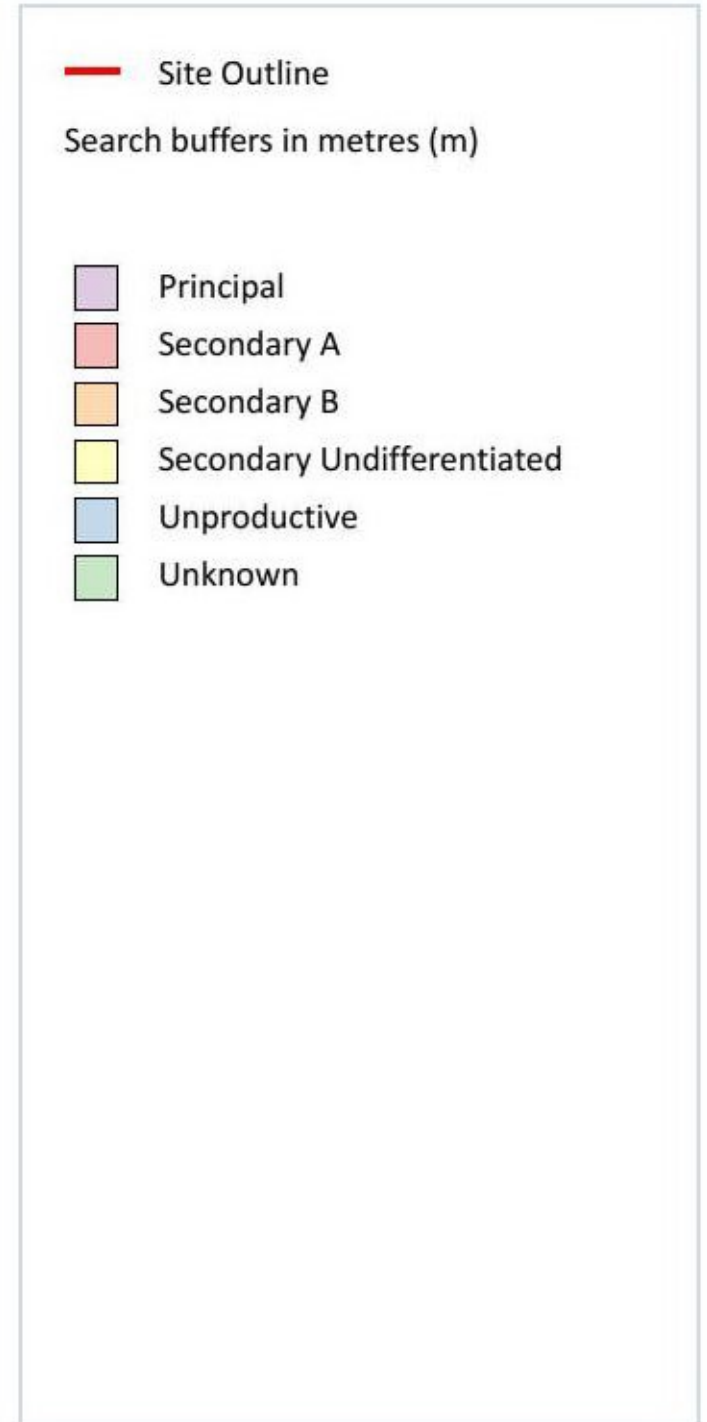 Site Outline
Search buffers in metres (m)
Principal
Secondary A
Secondary B
Secondary Undifferentiated
Unproductive
Unknown